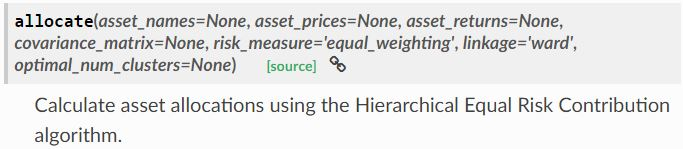 allocate(asset_names=None, asset_prices=None, asset_returns=None,
covariance_matrix=None, risk_measure='equal_weighting', linkage='ward',
optimal_num_clusters=None) [source]
Calculate asset allocations using the Hierarchical Equal Risk Contribution
algorithm.